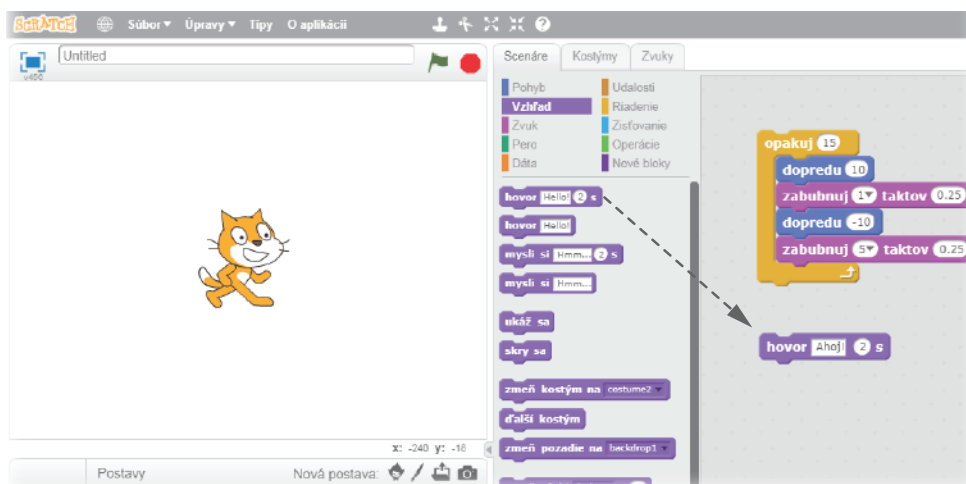 SCRATCH Súbor Úpravy Tipy O aplikácii
Untitled
v456
x: -240 y: -18
Postavy Nová postava:
Scenáre Kostýmy Zvuky
Pohyb Udalosti
Vzhľad Riadenie
Zvuk Zisťovanie
Pero Operácie
Dáta Nové bloky
hovor Hello! 2 s
hovor Hello!
mysli si Hmm... 2 s
mysli si Hmm...
ukáž sa
skry sa
zmeň kostým na costume2
ďalší kostým
zmeň pozadie na backdrop1
opakuj 15
dopredu 10
zabubnuj 1 taktov 0.25
dopredu -10
zabubnuj 5 taktov 0.25
hovor Ahoj! 2 s